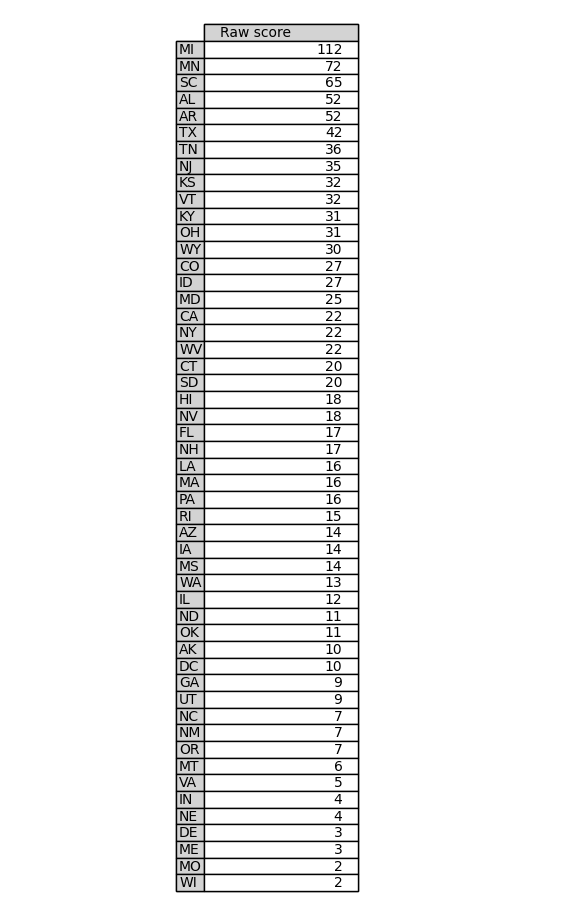 Raw score
MI 112
MN 72
SC 65
AL 52
AR 52
TX 42
TN 36
NJ 35
KS 32
VT 32
KY 31
OH 31
WY 30
CO 27
ID 27
MD 25
CA 22
NY 22
WV 22
CT 20
SD 20
HI 18
NV 18
FL 17
NH 17
LA 16
MA 16
PA 16
RI 15
AZ 14
IA 14
MS 14
WA 13
IL 12
ND 11
OK 11
AK 10
DC 10
GA 9
UT 9
NC 7
NM 7
OR 7
MT 6
VA 5
IN 4
NE 4
DE 3
ME 3
MO 2
WI 2